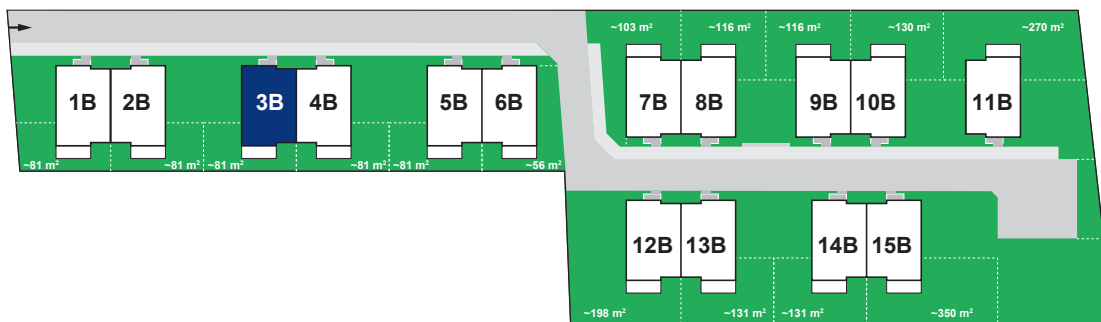 ~103 m²
~116 m²
~116 m²
~130 m²
~270 m²
1B
2B
3B
4B
5B
6B
7B
8B
9B
10B
11B
~81 m²
~81 m²
~81 m²
~81 m²
~81 m²
~56 m²
12B
13B
14B
15B
~198 m²
~131 m²
~131 m²
~350 m²